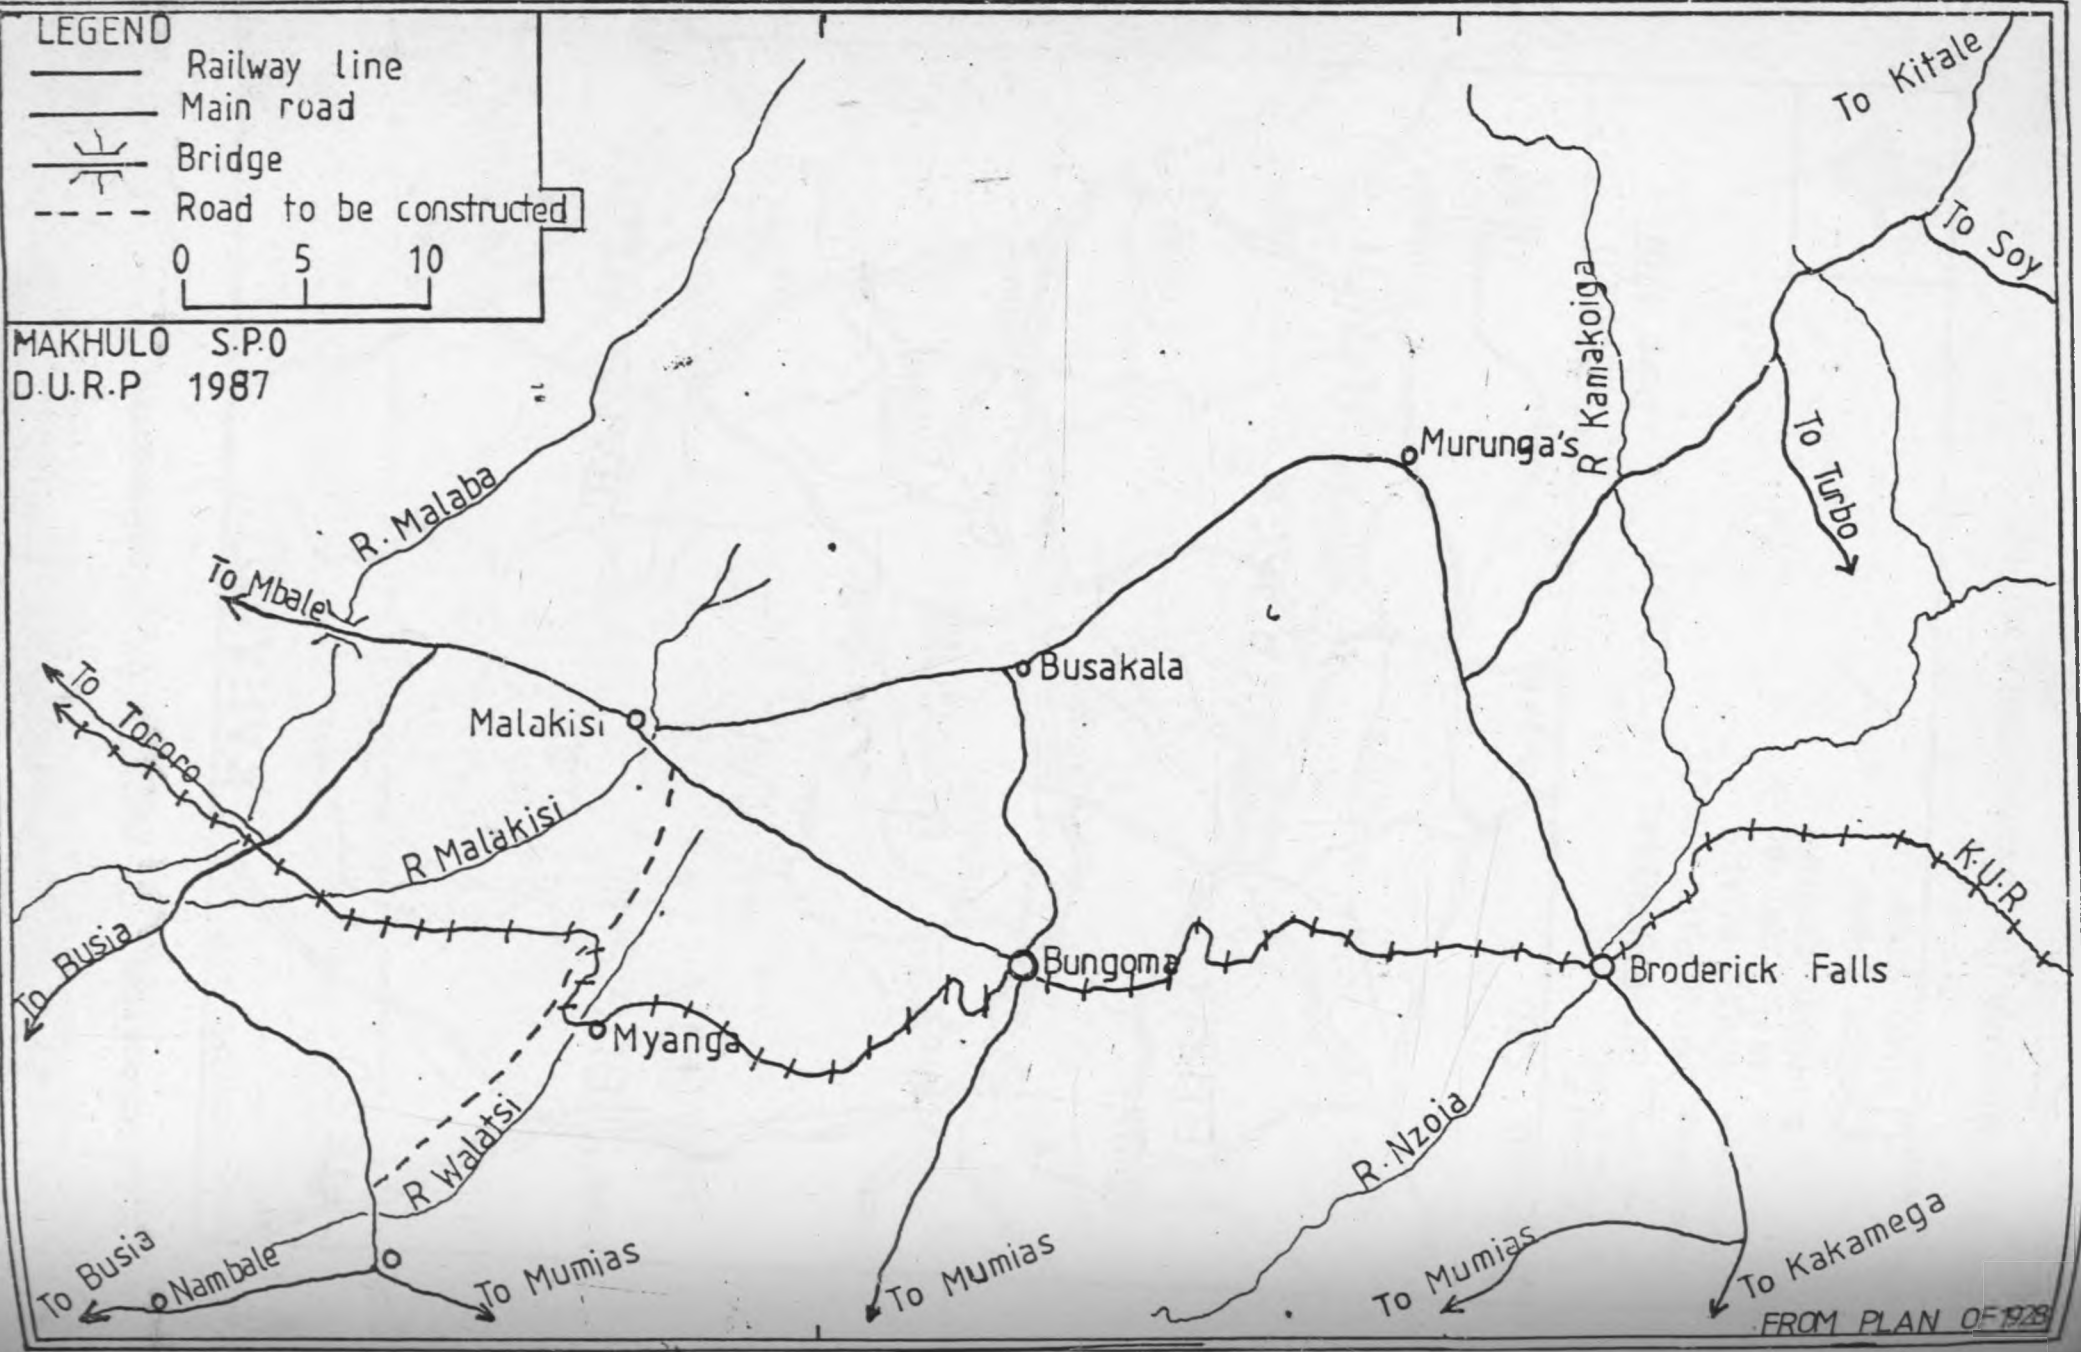 LEGEND
Railway line
Main road
Bridge
Road to be constructed
0 5 10
MAKHULO S.P.O
D.U.R.P 1987
To Kitale
To Soy
R Kamakoiga
Murunga's
To Turbo
R. Malaba
To Mbale
Busakala
To Tororo
Malakisi
R Malakisi
K.U.R
To Busia
Bungoma
Broderick Falls
Myanga
R Walatsi
R. Nzoia
To Busia
Nambale
To Mumias
To Mumias
To Mumias
To Kakamega
FROM PLAN OF 1928